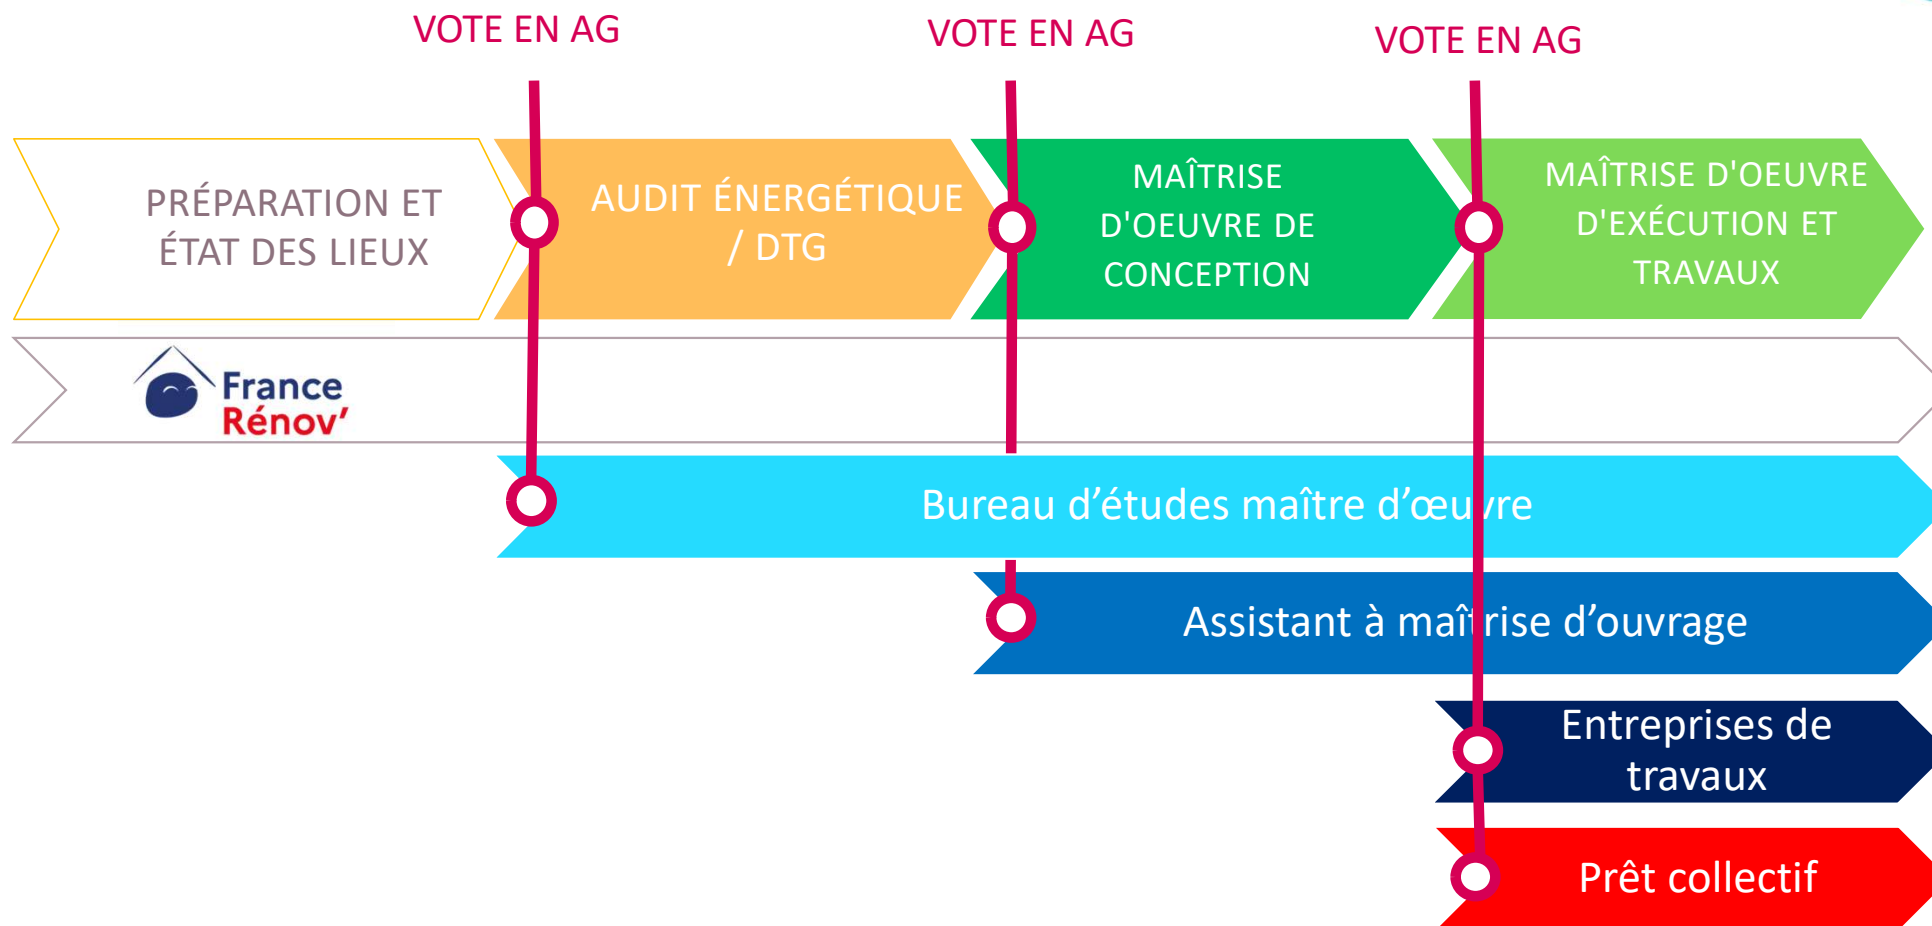 VOTE EN AG
VOTE EN AG
VOTE EN AG
PRÉPARATION ET
ÉTAT DES LIEUX
AUDIT ÉNERGÉTIQUE
/ DTG
MAÎTRISE
D'OEUVRE DE
CONCEPTION
MAÎTRISE D'OEUVRE
D'EXÉCUTION ET
TRAVAUX
France
Rénov'
Bureau d’études maître d’œuvre
Assistant à maîtrise d’ouvrage
Entreprises de
travaux
Prêt collectif